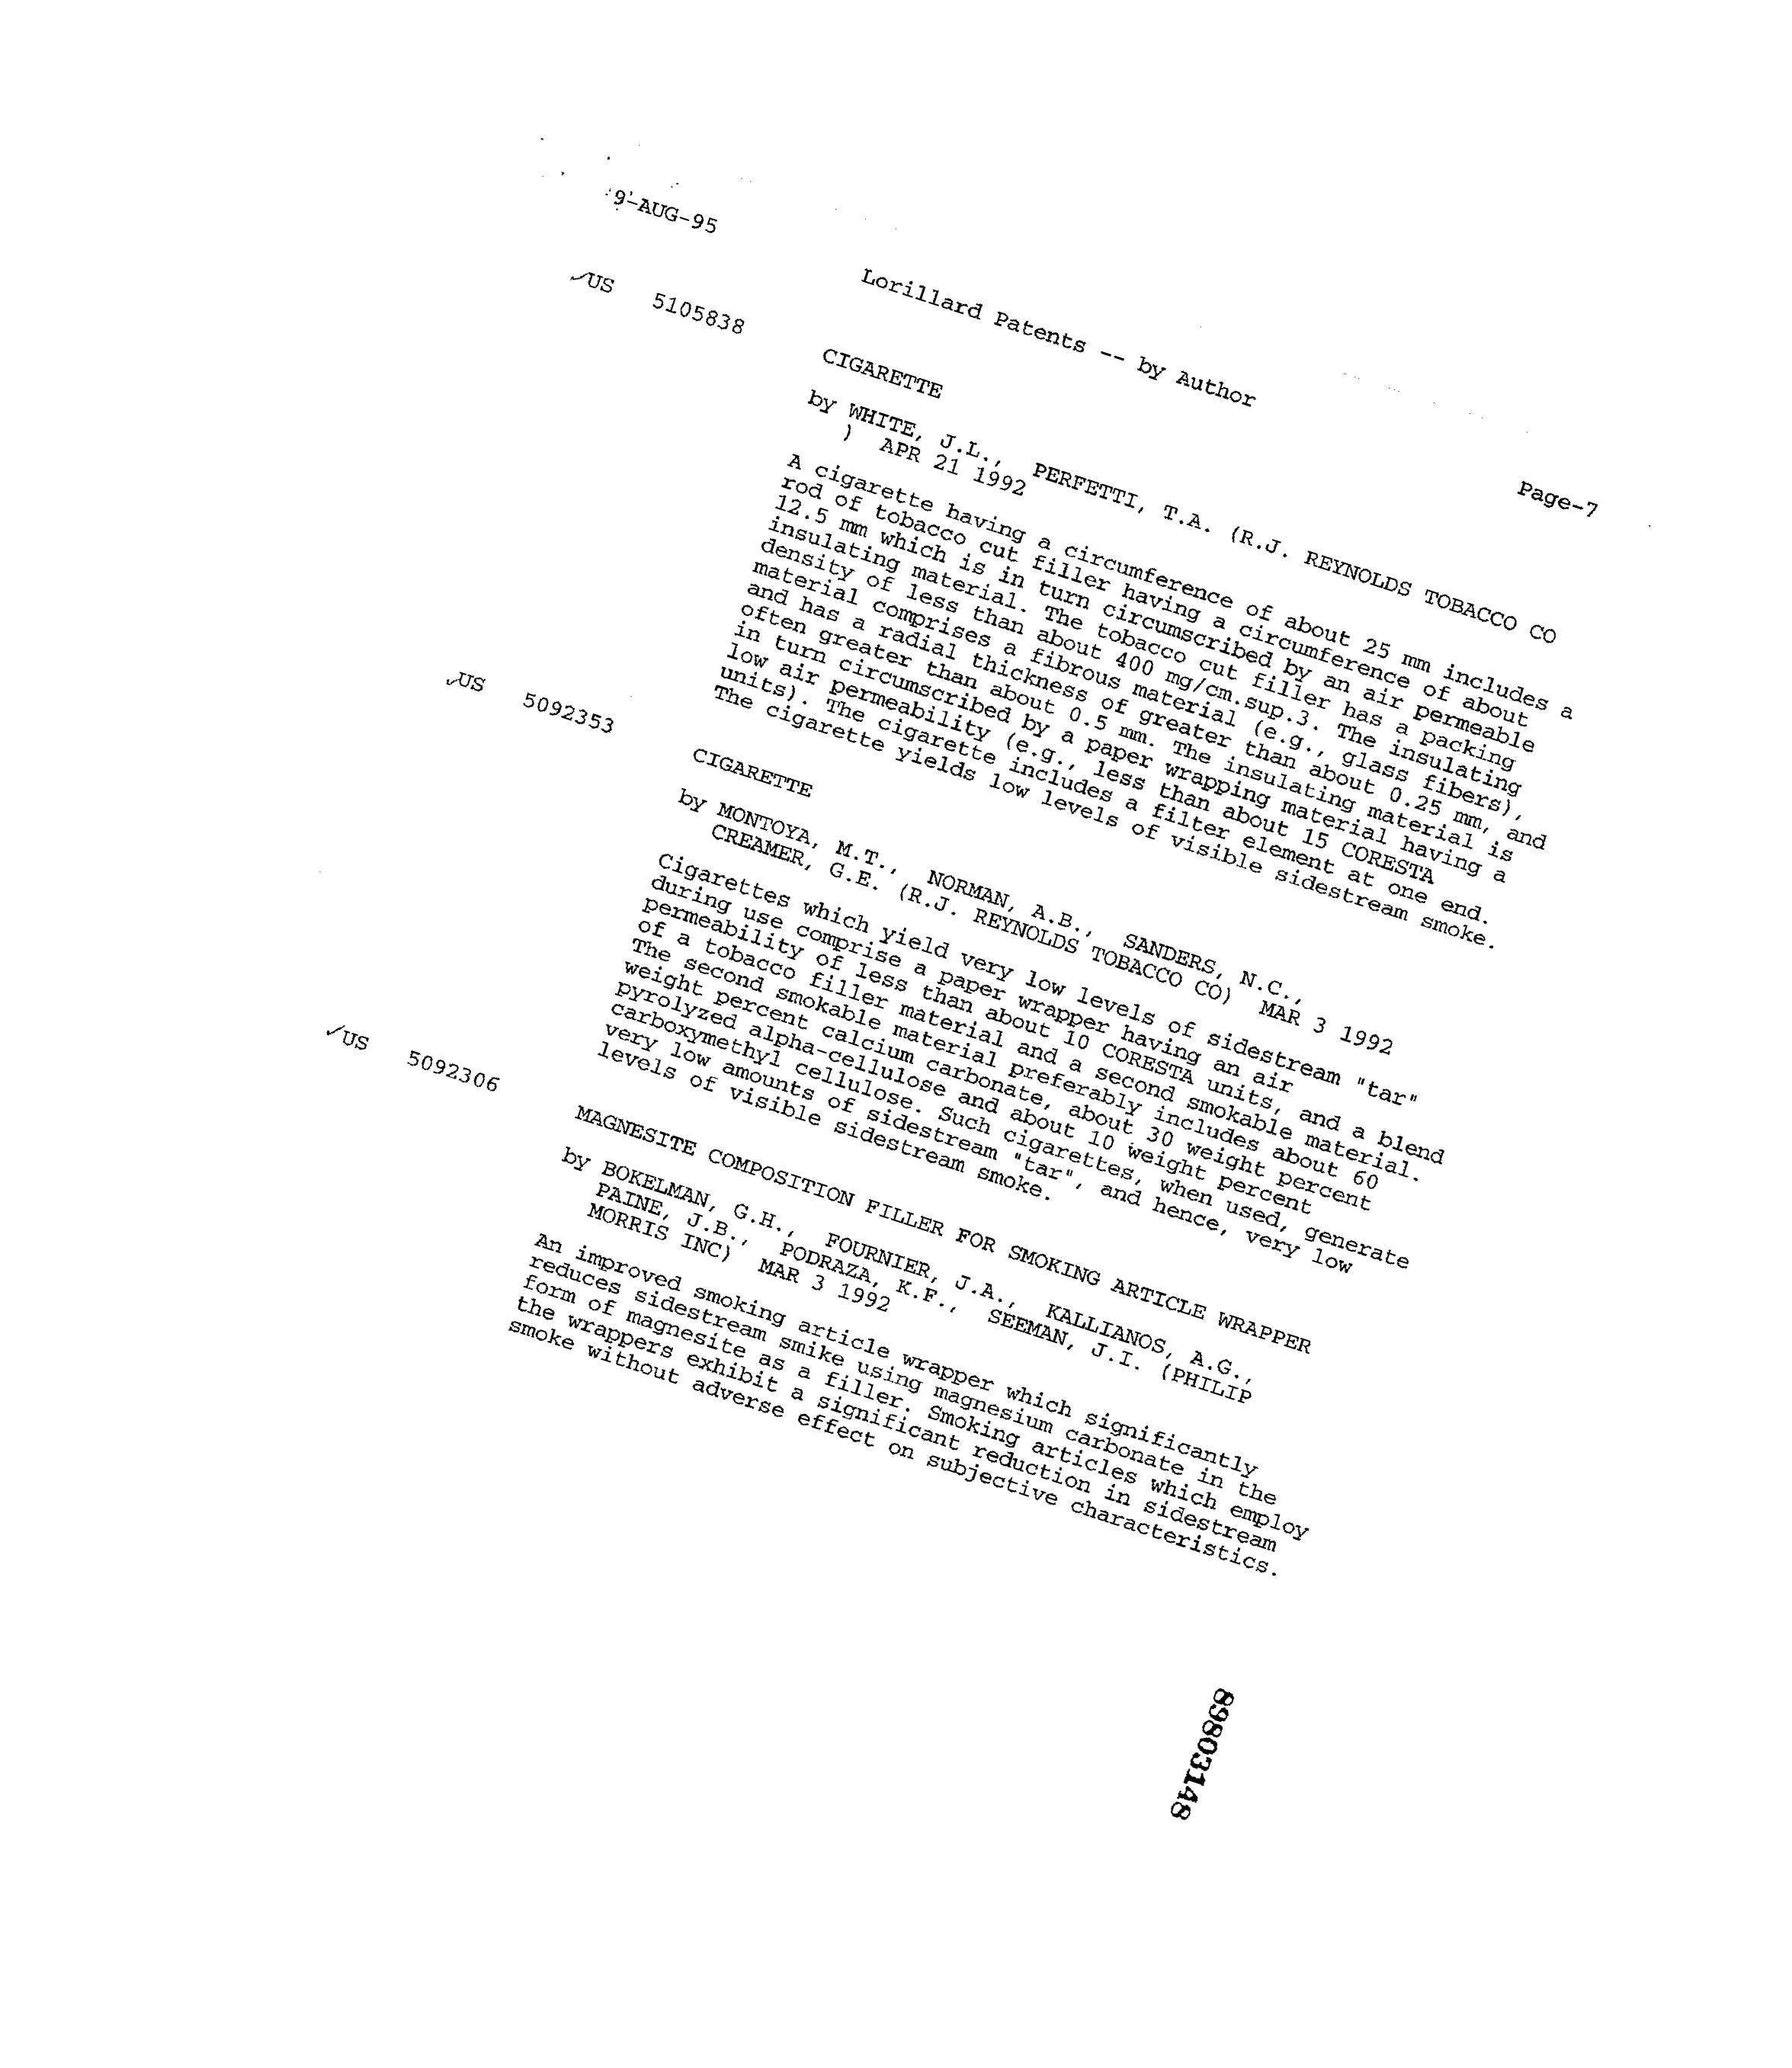 9-AUG-95
Lorillard Patents -- by Author
Page-7
US 5105838
CIGARETTE
by WHITE, J.L., PERFETTI, T.A. (R.J. REYNOLDS TOBACCO CO
) APR 21 1992
A cigarette having a circumference of about 25 mm includes a
rod of tobacco cut filler having a circumference of about
12.5 mm which is in turn circumscribed by an air permeable
insulating material. The tobacco cut filler has a packing
density of less than about 400 mg/cm.sup.3. The insulating
material comprises a fibrous material (e.g., glass fibers),
and has a radial thickness of greater than about 0.25 mm, and
often greater than about 0.5 mm. The insulating material is
in turn circumscribed by a paper wrapping material having a
low air permeability (e.g., less than about 15 CORESTA
units). The cigarette includes a filter element at one end.
The cigarette yields low levels of visible sidestream smoke.
US 5092353
CIGARETTE
by MONTOYA, M.T., NORMAN, A.B., SANDERS, N.C.,
CREAMER, G.E. (R.J. REYNOLDS TOBACCO CO) MAR 3 1992
Cigarettes which yield very low levels of sidestream "tar"
during use comprise a paper wrapper having an air
permeability of less than about 10 CORESTA units, and a blend
of a tobacco filler material and a second smokable material.
The second smokable material preferably includes about 60
weight percent calcium carbonate, about 30 weight percent
pyrolyzed alpha-cellulose and about 10 weight percent
carboxymethyl cellulose. Such cigarettes, when used, generate
very low amounts of sidestream "tar", and hence, very low
levels of visible sidestream smoke.
US 5092306
MAGNESITE COMPOSITION FILLER FOR SMOKING ARTICLE WRAPPER
by BOKELMAN, G.H., FOURNIER, J.A., KALLIANOS, A.G.,
PAINE, J.B., PODRAZA, K.F., SEEMAN, J.I. (PHILIP
MORRIS INC) MAR 3 1992
An improved smoking article wrapper which significantly
reduces sidestream smike using magnesium carbonate in the
form of magnesite as a filler. Smoking articles which employ
the wrappers exhibit a significant reduction in sidestream
smoke without adverse effect on subjective characteristics.
89803148